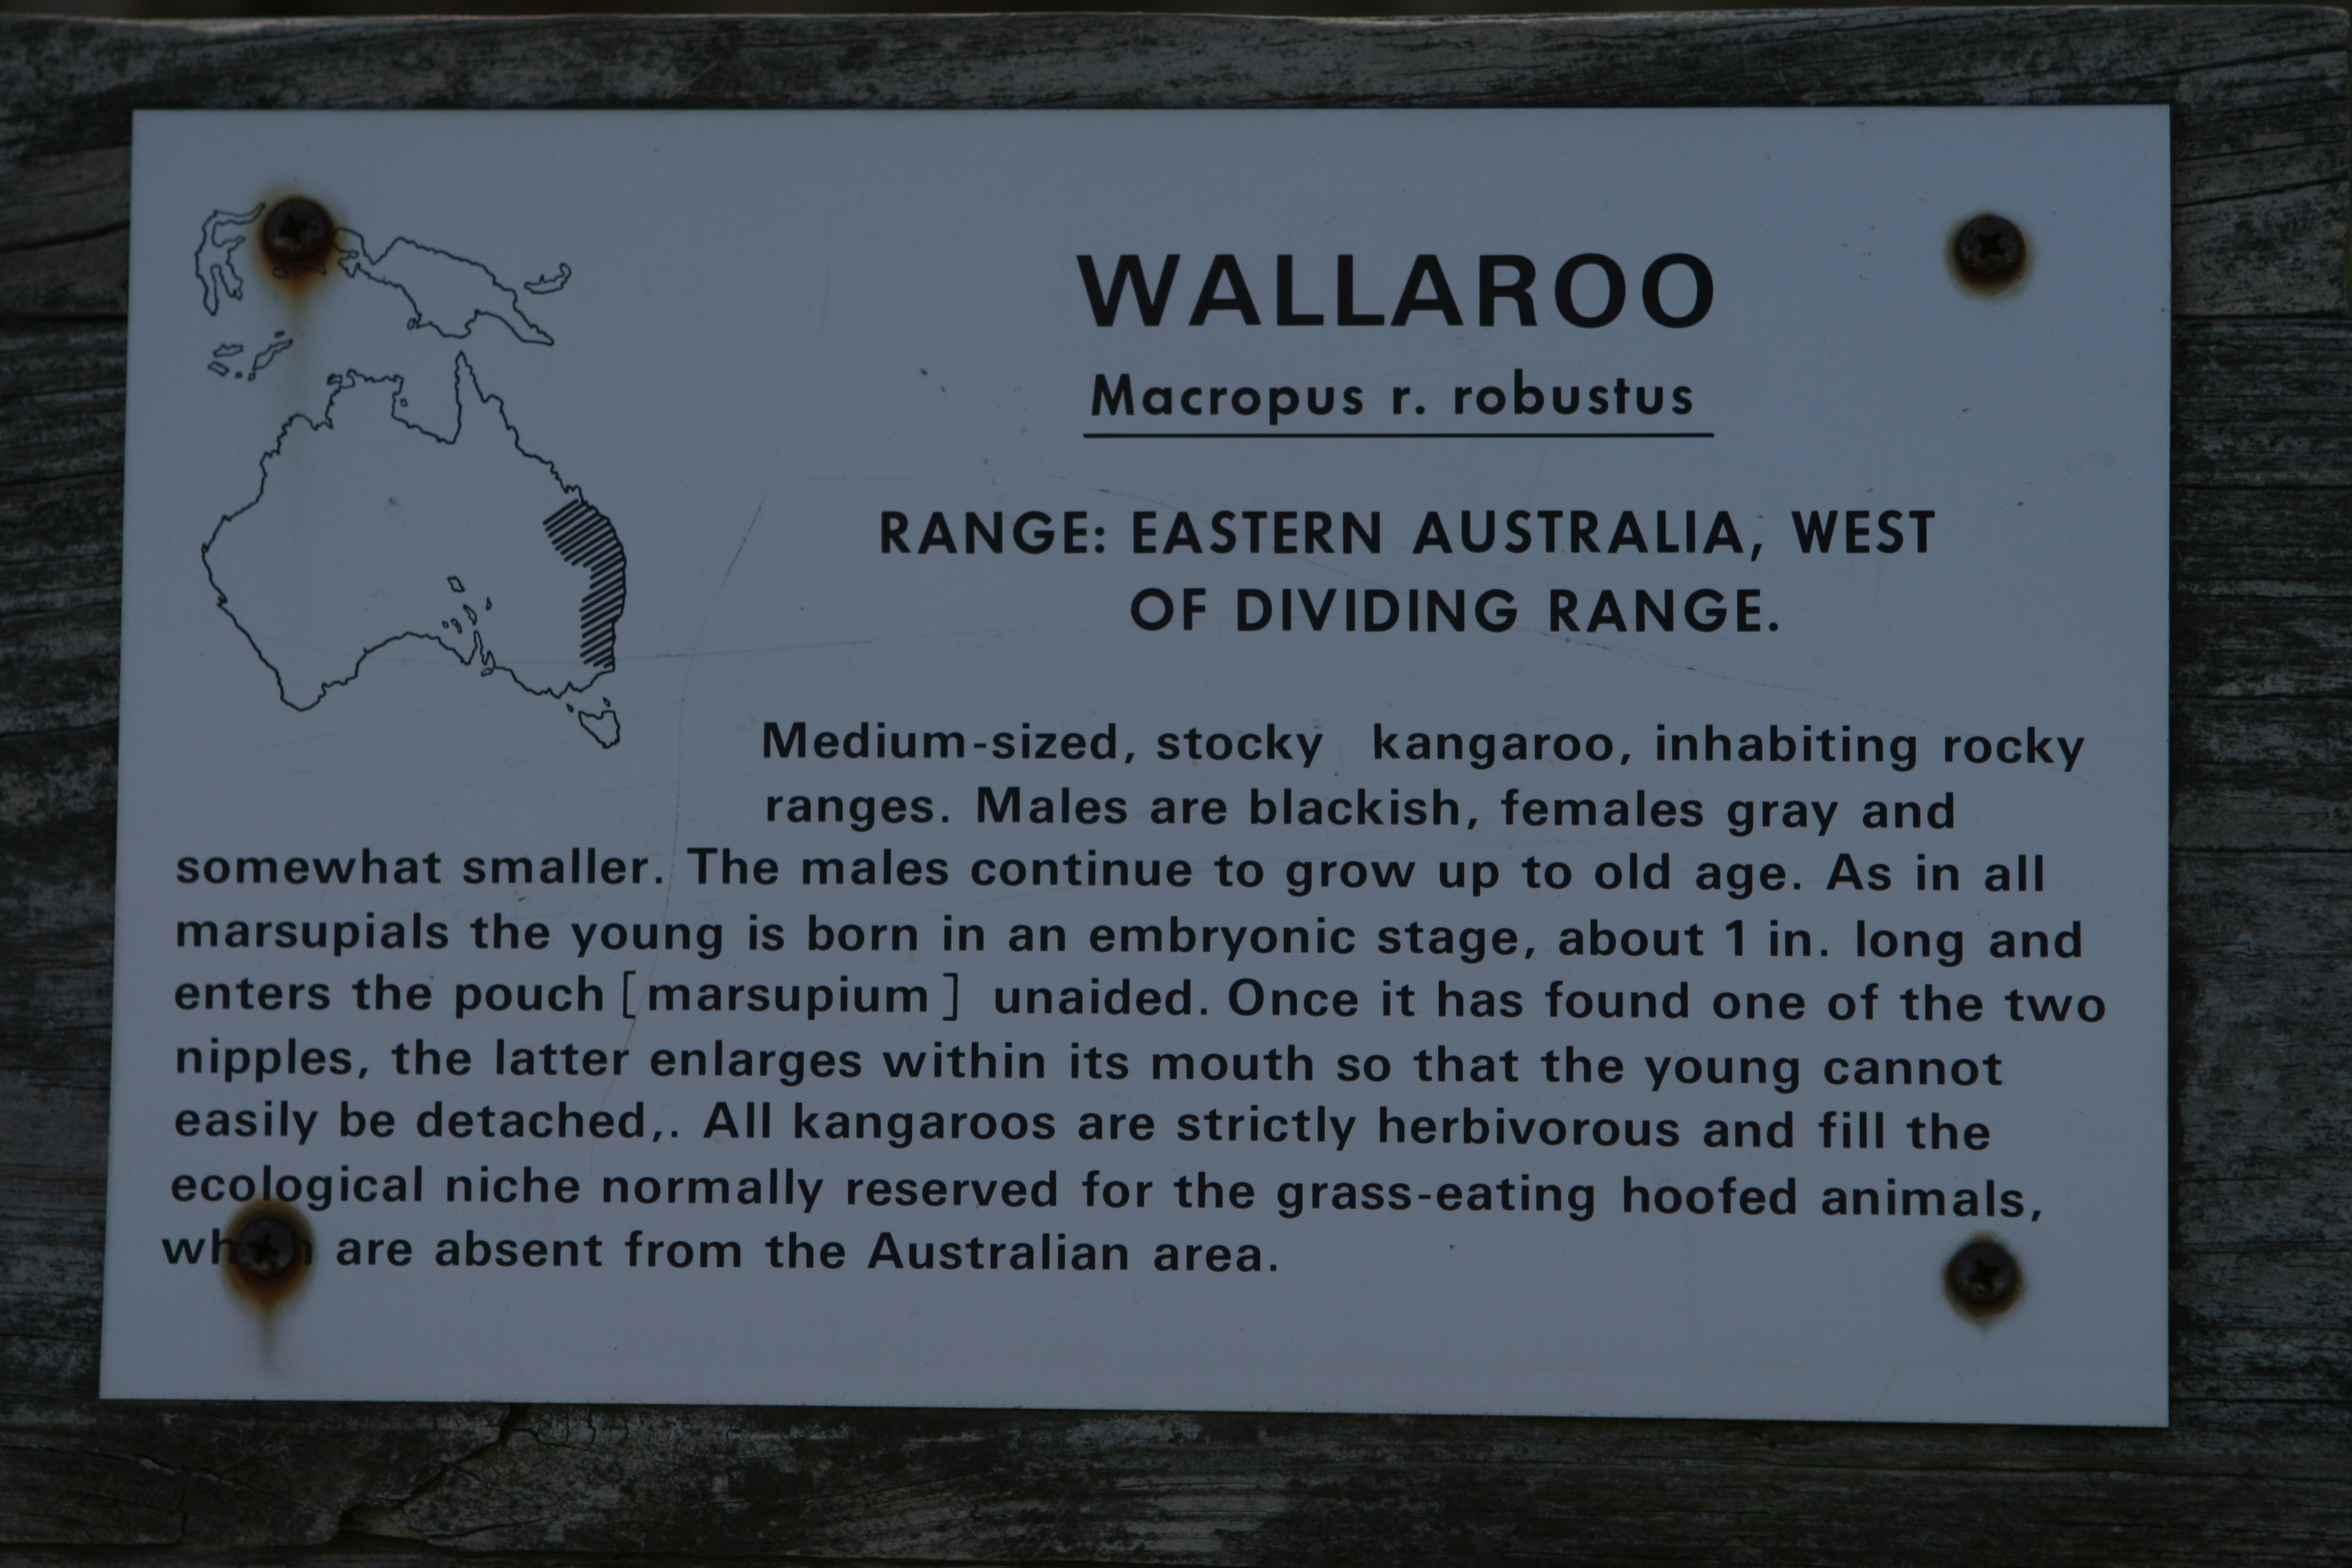 WALLAROO
Macropus r. robustus
RANGE: EASTERN AUSTRALIA, WEST
OF DIVIDING RANGE.
Medium-sized, stocky kangaroo, inhabiting rocky
ranges. Males are blackish, females gray and
somewhat smaller. The males continue to grow up to old age. As in all
marsupials the young is born in an embryonic stage, about 1 in. long and
enters the pouch [marsupium] unaided. Once it has found one of the two
nipples, the latter enlarges within its mouth so that the young cannot
easily be detached,. All kangaroos are strictly herbivorous and fill the
ecological niche normally reserved for the grass-eating hoofed animals,
are absent from the Australian area.